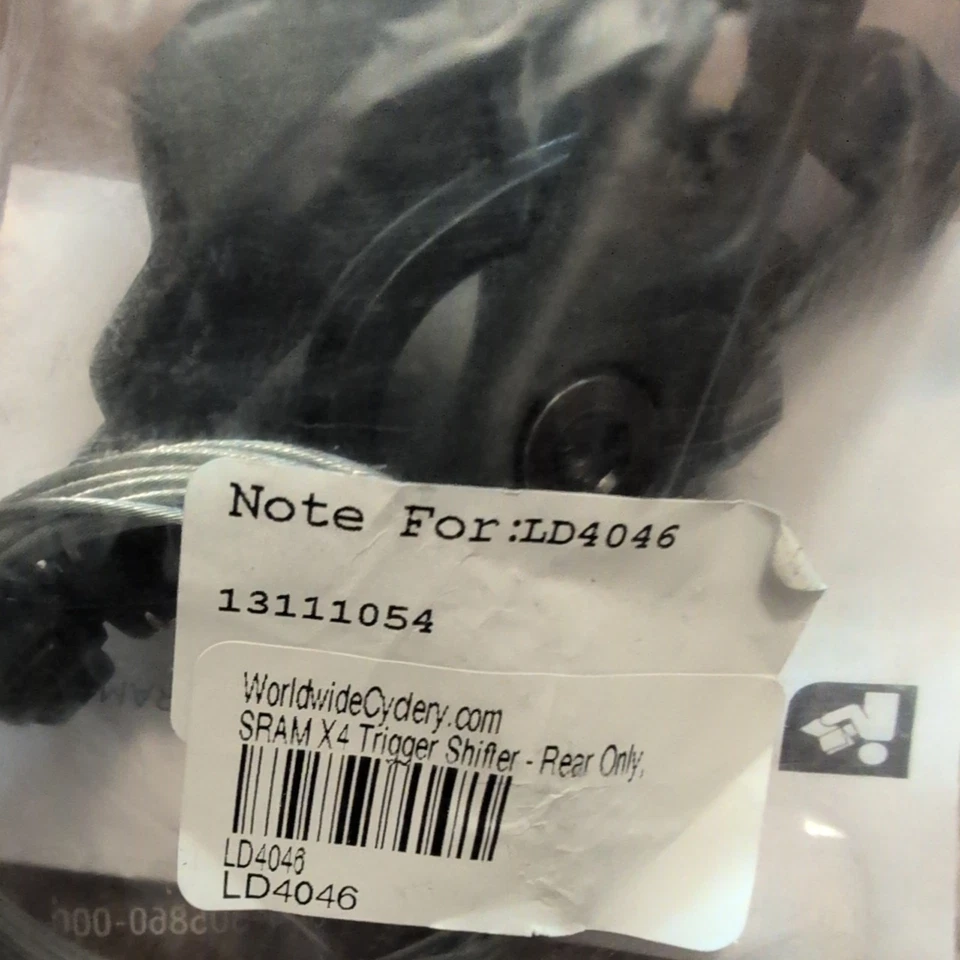 Note For:LD4046
13111054
WorldwideCyclery.com
SRAM X4 Trigger Shifter - Rear Only,
LD4046
LD4046